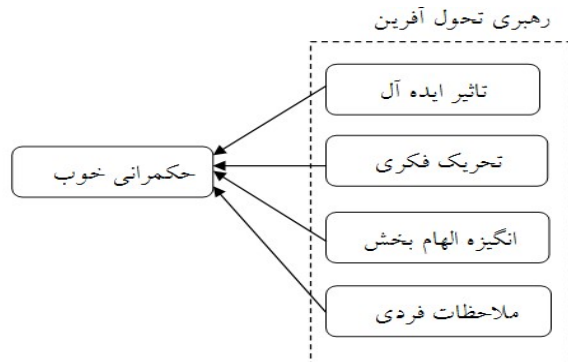 رهبری تحول آفرین
تاثیر ایده آل
تحریک فکری
حکمرانی خوب
انگیزه الهام بخش
ملاحظات فردی